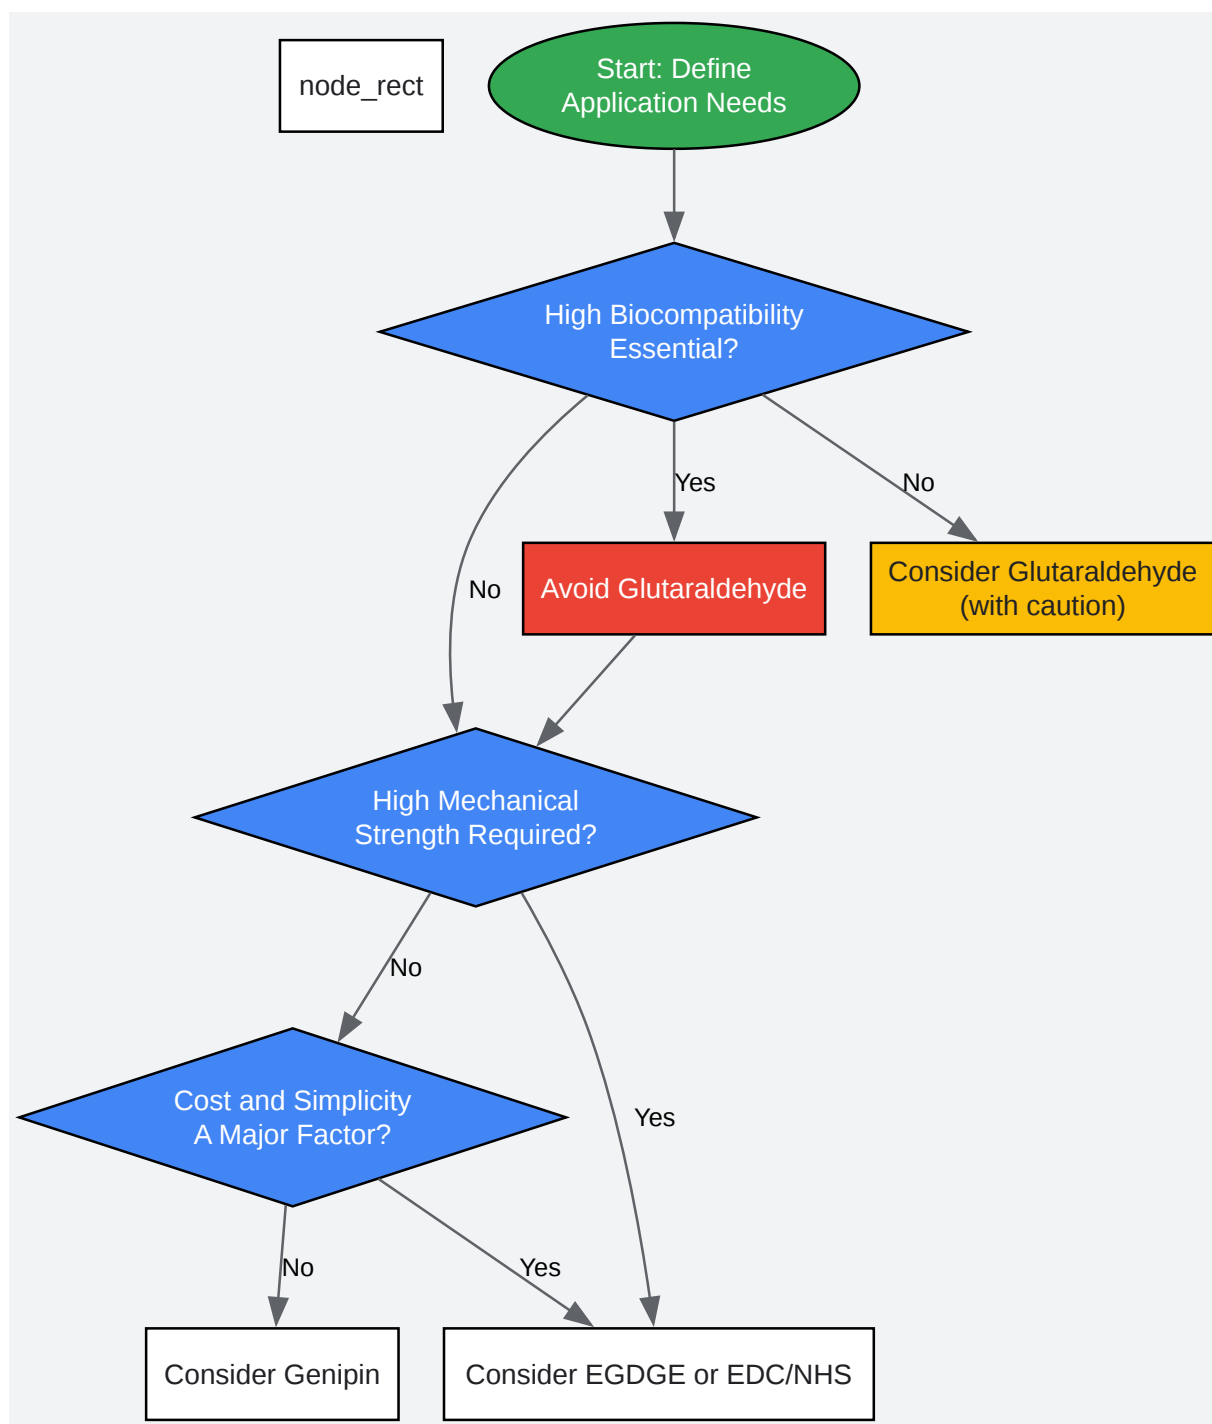 node_rect
Start: Define
Application Needs
High Biocompatibility
Essential?
Yes
No
No
Avoid Glutaraldehyde
Consider Glutaraldehyde
(with caution)
High Mechanical
Strength Required?
No
Yes
Cost and Simplicity
A Major Factor?
No
Yes
Consider Genipin
Consider EGDGE or EDC/NHS